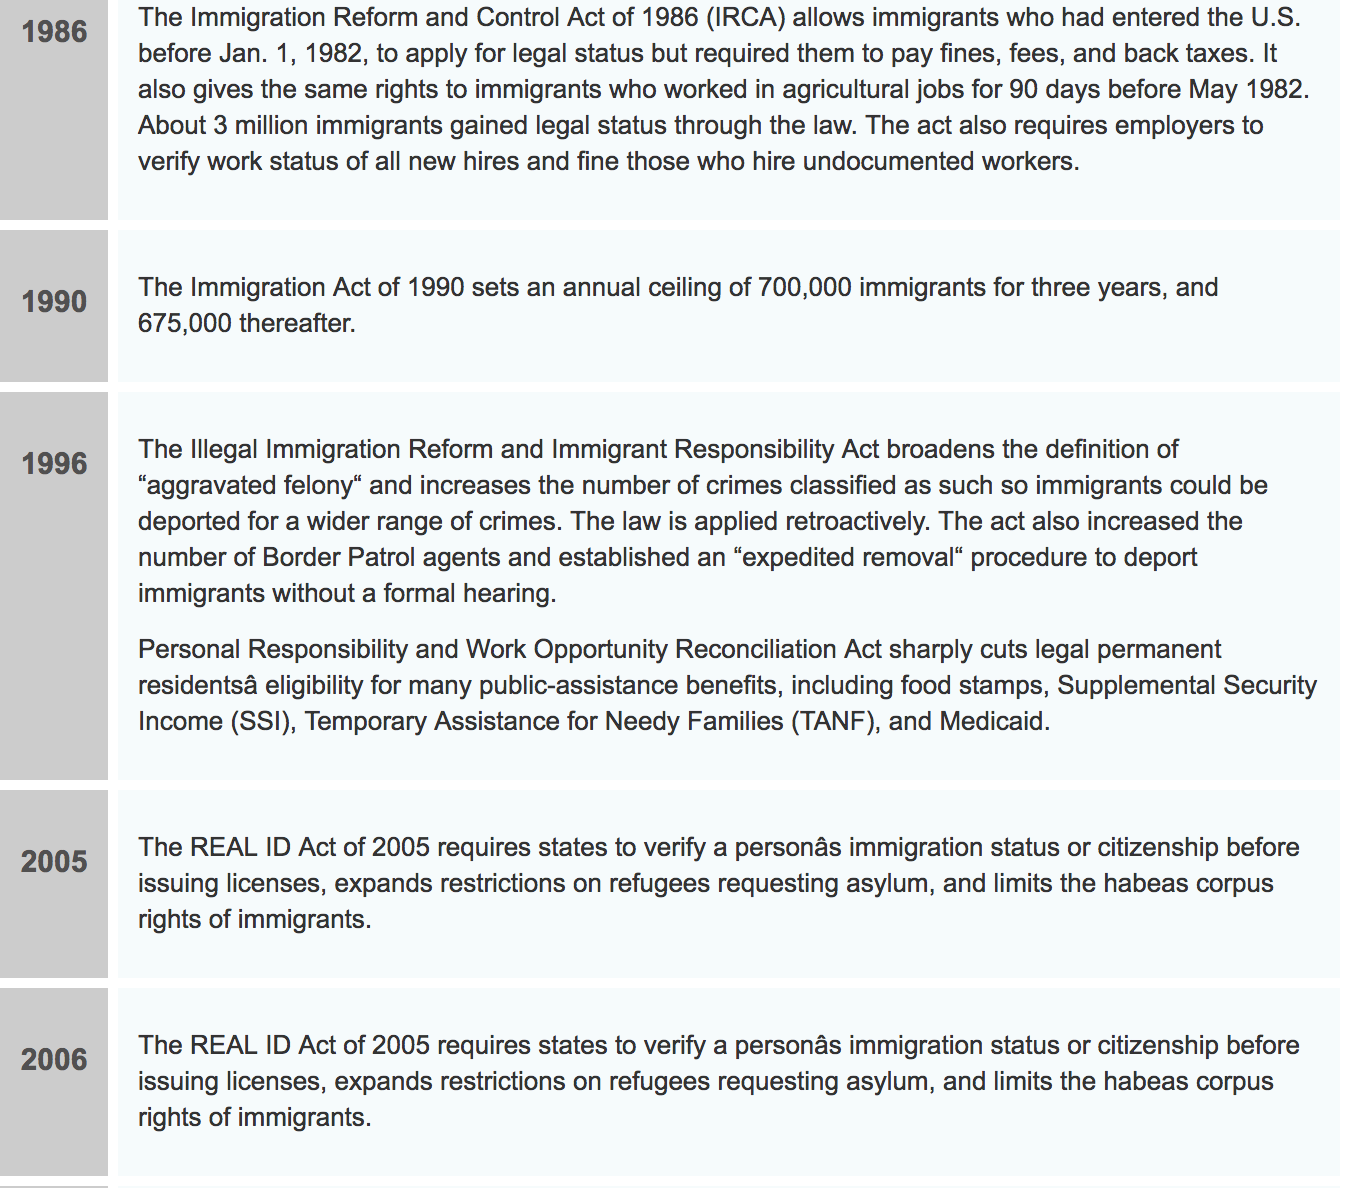 1986
The Immigration Reform and Control Act of 1986 (IRCA) allows immigrants who had entered the U.S.
before Jan. 1, 1982, to apply for legal status but required them to pay fines, fees, and back taxes. It
also gives the same rights to immigrants who worked in agricultural jobs for 90 days before May 1982.
About 3 million immigrants gained legal status through the law. The act also requires employers to
verify work status of all new hires and fine those who hire undocumented workers.
1990
The Immigration Act of 1990 sets an annual ceiling of 700,000 immigrants for three years, and
675,000 thereafter.
1996
The Illegal Immigration Reform and Immigrant Responsibility Act broadens the definition of
“aggravated felony“ and increases the number of crimes classified as such so immigrants could be
deported for a wider range of crimes. The law is applied retroactively. The act also increased the
number of Border Patrol agents and established an “expedited removal“ procedure to deport
immigrants without a formal hearing.
Personal Responsibility and Work Opportunity Reconciliation Act sharply cuts legal permanent
residentsâ eligibility for many public-assistance benefits, including food stamps, Supplemental Security
Income (SSI), Temporary Assistance for Needy Families (TANF), and Medicaid.
2005
The REAL ID Act of 2005 requires states to verify a personâs immigration status or citizenship before
issuing licenses, expands restrictions on refugees requesting asylum, and limits the habeas corpus
rights of immigrants.
2006
The REAL ID Act of 2005 requires states to verify a personâs immigration status or citizenship before
issuing licenses, expands restrictions on refugees requesting asylum, and limits the habeas corpus
rights of immigrants.